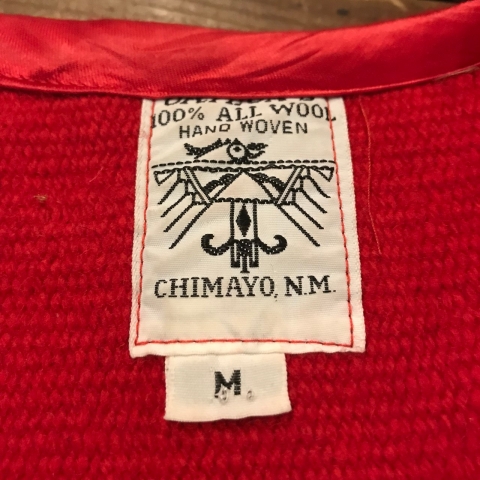 100% ALL WOOL
HAND WOVEN
CHIMAYO, N.M.
M